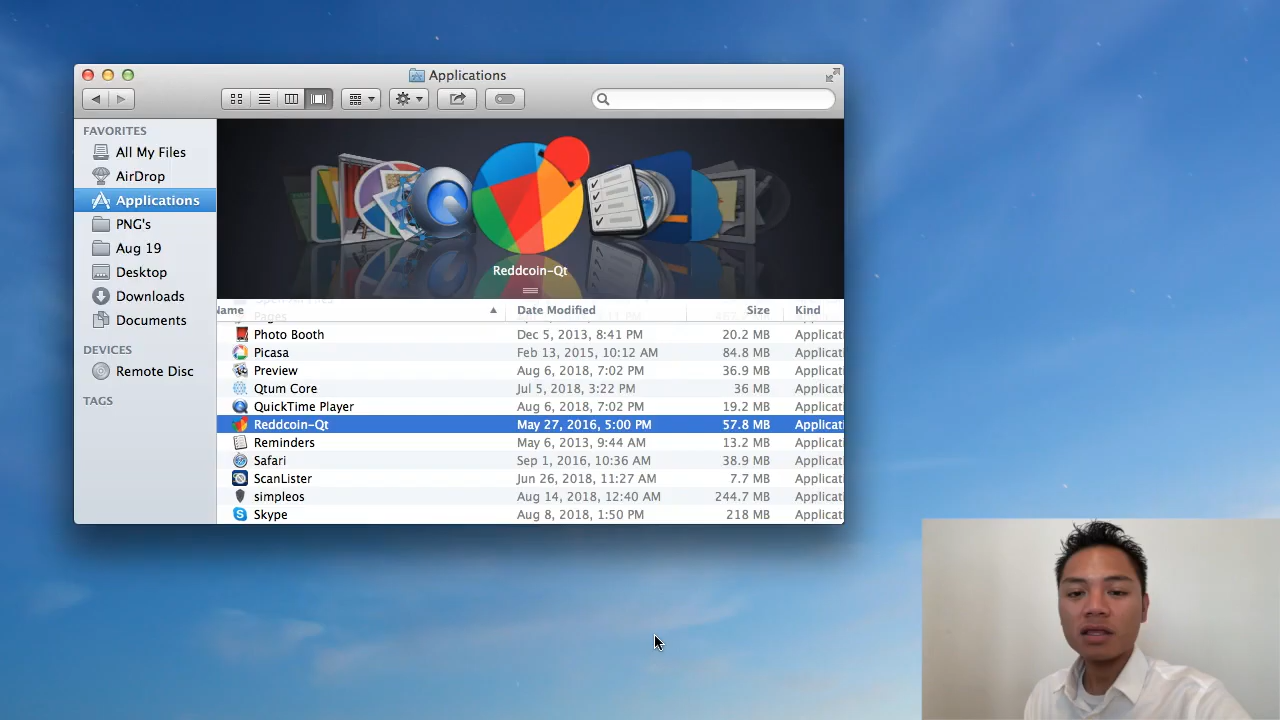 Applications
FAVORITES
All My Files
AirDrop
Applications
PNG's
Aug 19
Desktop
Downloads
Documents
DEVICES
Remote Disc
TAGS
Reddcoin-Qt
Name Date Modified Size Kind
Pages
Photo Booth Dec 5, 2013, 8:41 PM 20.2 MB Applicat
Picasa Feb 13, 2015, 10:12 AM 84.8 MB Applicat
Preview Aug 6, 2018, 7:02 PM 36.9 MB Applicat
Qtum Core Jul 5, 2018, 3:22 PM 36 MB Applicat
QuickTime Player Aug 6, 2018, 7:02 PM 19.2 MB Applicat
Reddcoin-Qt May 27, 2016, 5:00 PM 57.8 MB Applicat
Reminders May 6, 2013, 9:44 AM 13.2 MB Applicat
Safari Sep 1, 2016, 10:36 AM 38.9 MB Applicat
ScanLister Jun 26, 2018, 11:27 AM 7.7 MB Applicat
simpleos Aug 14, 2018, 12:40 AM 244.7 MB Applicat
Skype Aug 8, 2018, 1:50 PM 218 MB Applicat